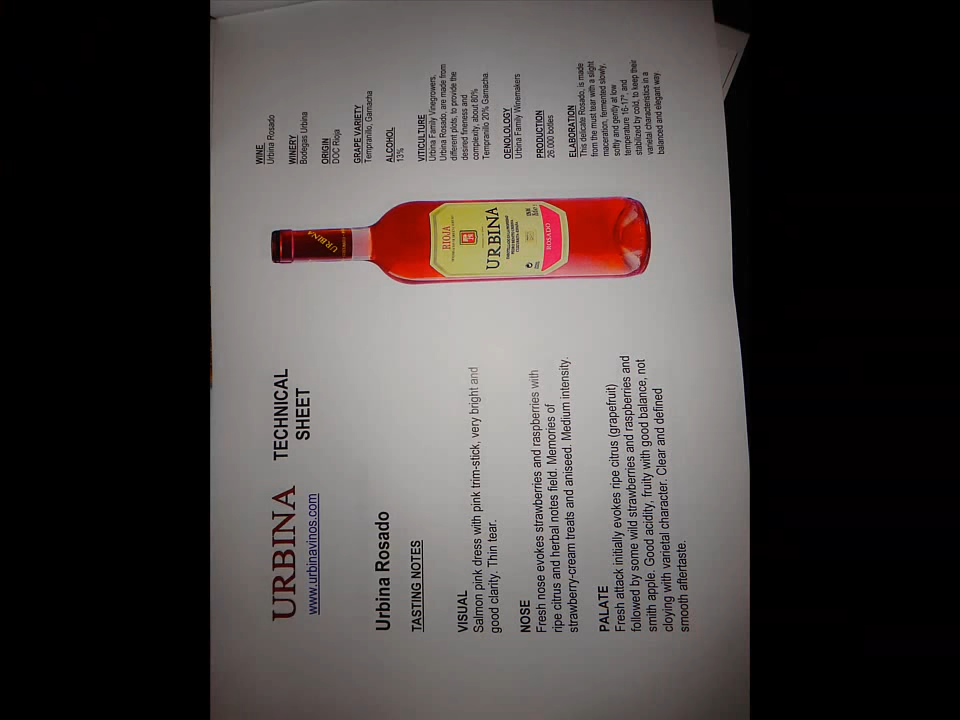 URBINA TECHNICAL
SHEET
www.urbinavinos.com
Urbina Rosado
TASTING NOTES
VISUAL
Salmon pink dress with pink trim-stick, very bright and
good clarity. Thin tear.
NOSE
Fresh nose evokes strawberries and raspberries with
ripe citrus and herbal notes field. Memories of
strawberry-cream treats and aniseed. Medium intensity.
PALATE
Fresh attack initially evokes ripe citrus (grapefruit)
followed by some wild strawberries and raspberries and
smith apple. Good acidity, fruity with good balance, not
cloying with varietal character. Clear and defined
smooth aftertaste.
URBINA
RIOJA
URBINA
ROSADO
WINE
Urbina Rosado
WINERY
Bodegas Urbina
ORIGIN
DOC Rioja
GRAPE VARIETY
Tempranillo, Garnacha
ALCOHOL
13%
VITICULTURE
Urbina Family Vinegrowers,
Urbina Rosado, are made from
different plots, to provide the
desired fineness and
complexity, about 80%
Tempranilo 20% Garnacha.
OENOLOGY
Urbina Family Winemakers
PRODUCTION
26.000 botles
ELABORATION
This delicate Rosado, is made
from the must tear with a slight
maceration, fermented slowly,
softly and gently at low
temperature 16-17º, and
stabilized by cold, to keep their
varietal characteristics in a
balanced and elegant way.